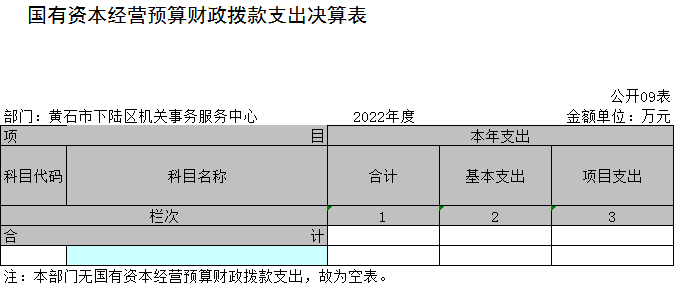 国有资本经营预算财政拨款支出决算表
公开09表
部门：黄石市下陆区机关事务服务中心 2022年度 金额单位：万元
项 目 本年支出
科目代码 科目名称 合计 基本支出 项目支出
栏次 1 2 3
合 计
注：本部门无国有资本经营预算财政拨款支出，故为空表。